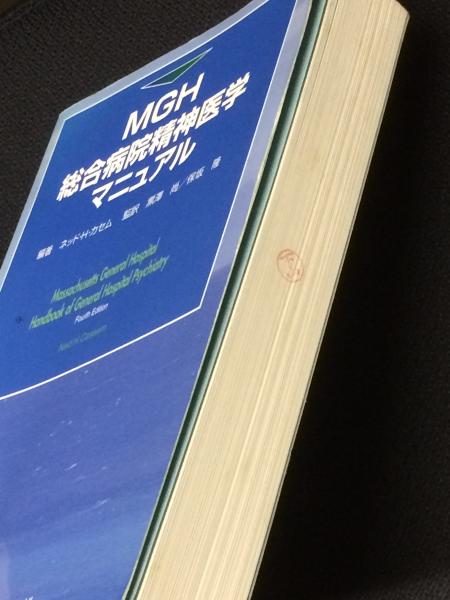 MGH
総合病院精神医学
マニュアル
編著 ネッド・H・カセム 監訳 黒澤 尚/保坂 隆
Massachusetts General Hospital
Handbook of General Hospital Psychiatry
Fourth Edition
Ned H. Cassem